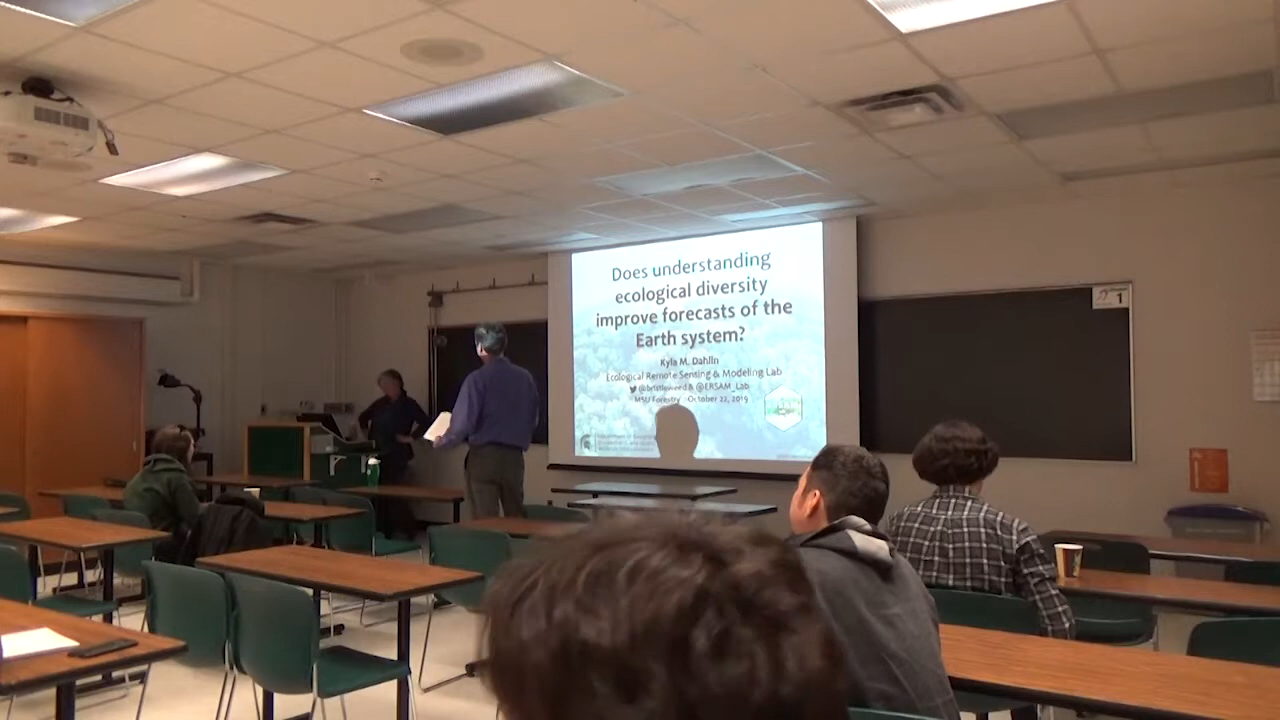 Does understanding
ecological diversity
improve forecasts of the
Earth system?
Kyla M. Dahlin
Ecological Remote Sensing & Modeling Lab
@bristleweed & @ERSAM_Lab
MSU Forestry October 22, 2019
1